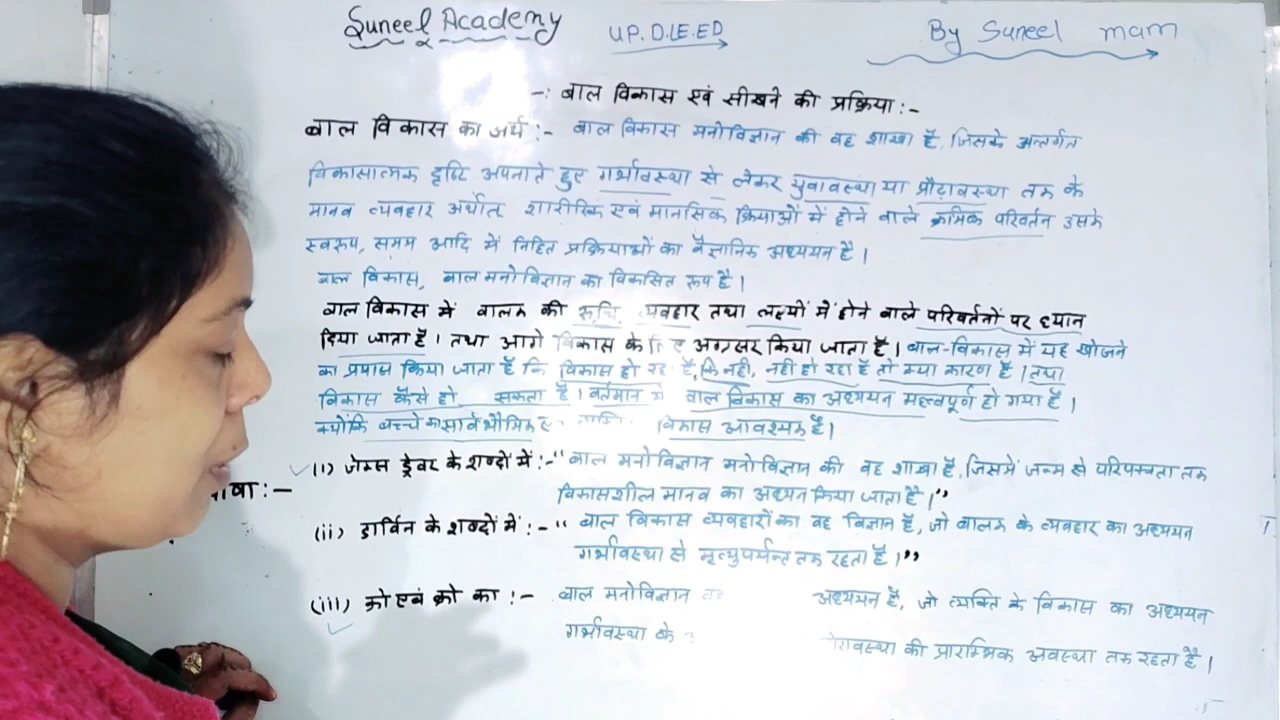 Suneel Academy UP. D.LE.ED By Suneel mam
-: बाल विकास एवं सीखने की प्रक्रिया :-
बाल विकास का अर्थ :- बाल विकास मनोविज्ञान की वह शाखा है, जिसके अन्तर्गत
विकासात्मक दृष्टि अपनाते हुए गर्भावस्था से लेकर युवावस्था या प्रौढ़ावस्था तक के
मानव व्यवहार अर्थात शारीरिक एवं मानसिक क्रियाओं में होने वाले क्रमिक परिवर्तन उसके
स्वरूप, समय आदि में निहित प्रक्रियाओं का वैज्ञानिक अध्ययन है।
बाल विकास, बाल मनोविज्ञान का विकसित रूप है।
बाल विकास में बालक की रूचि, व्यवहार तथा लक्ष्यों में होने वाले परिवर्तनों पर ध्यान
दिया जाता है। तथा आगे विकास के लिए अग्रसर किया जाता है। बाल-विकास में यह खोजने
का प्रयास किया जाता है कि विकास हो रहा है, कि नही, नही हो रहा है तो क्या कारण है। तथा
विकास कैसे हो सकता है। वर्तमान में बाल विकास का अध्ययन महत्वपूर्ण हो गया है।
क्योंकि बच्चे का सार्वभौमिक विकास आवश्यक है।
(i) जेम्स ड्रेवर के शब्दों में :- "बाल मनोविज्ञान मनोविज्ञान की वह शाखा है, जिसमें जन्म से परिपक्वता तक
विकासशील मानव का अध्यन किया जाता है।"
(ii) डार्विन के शब्दों में :- "बाल विकास व्यवहारों का वह विज्ञान है, जो बालक के व्यवहार का अध्ययन
गर्भावस्था से मृत्युपर्यन्त तक रहता है।"
(iii) क्रो एवं क्रो का :- बाल मनोविज्ञान वह अध्ययन है, जो व्यक्ति के विकास का अध्ययन
गर्भावस्था के की प्रारम्भिक अवस्था तक रहता है।